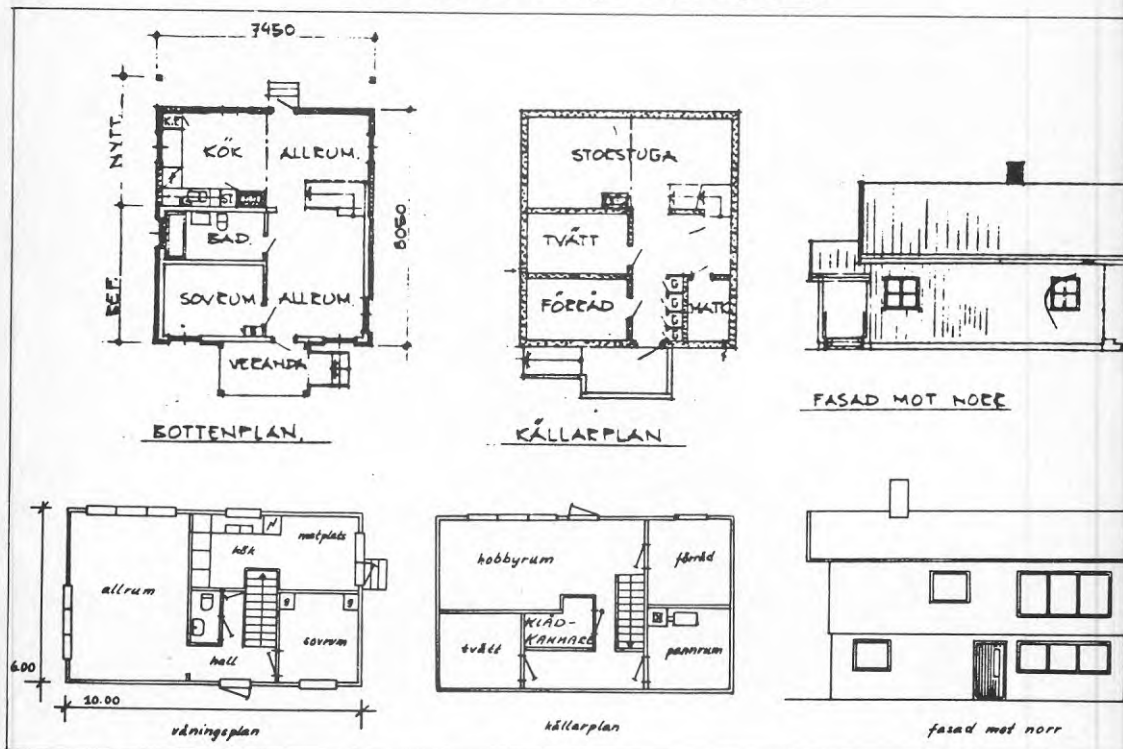 7450
NYTT.
BEF.
8050
K.F
KÖK
ALLRUM.
ST
BAD.
SOVRUM
ALLRUM
VERANDA
BOTTENPLAN.
STORSTUGA
TVÄTT
FÖRRÅD
MATK
G
G
G
G
KÄLLARPLAN
FASAD MOT NORR
allrum
kök
matplats
g
g
sovrum
hall
6.00
10.00
våningsplan
hobbyrum
förråd
KLÄD-
KAMMARE
tvätt
pannrum
källarplan
fasad mot norr